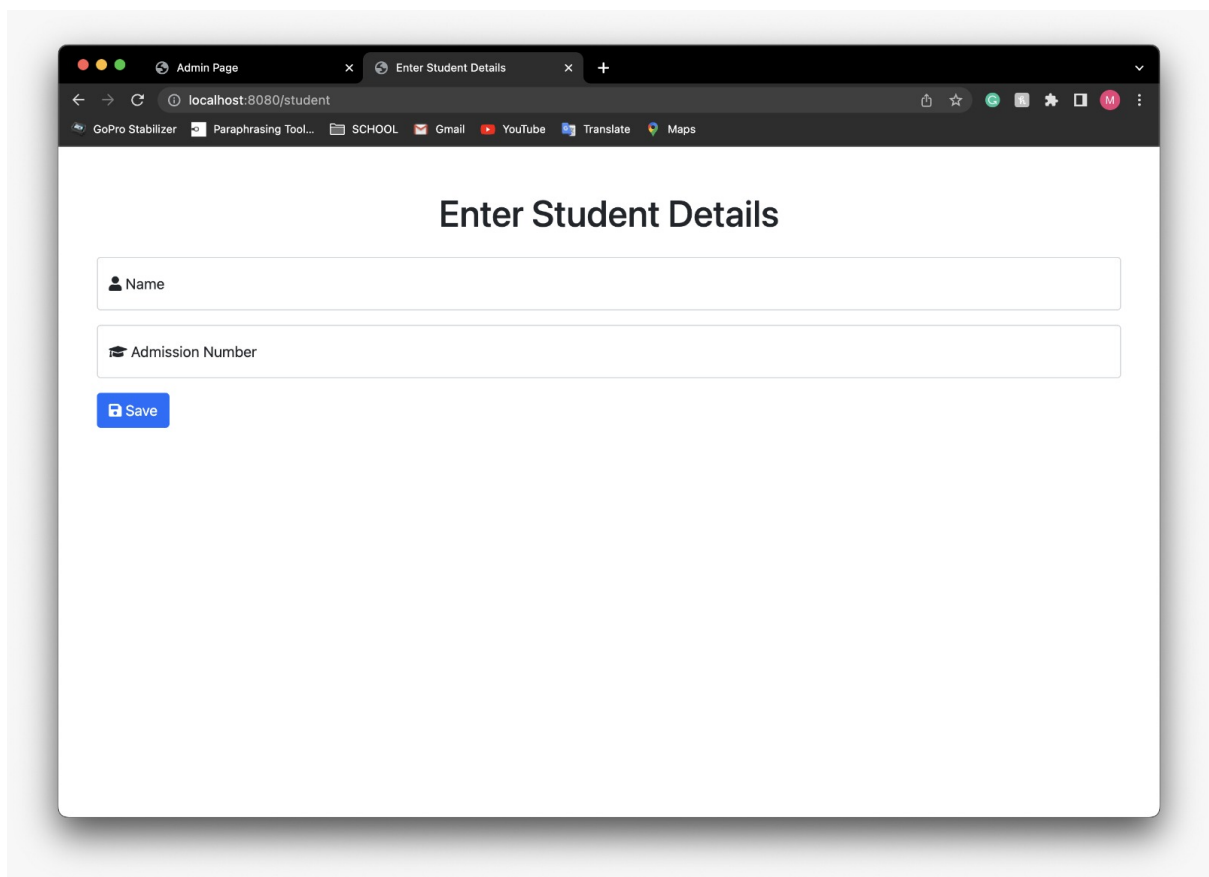 Admin Page Enter Student Details
localhost:8080/student M
GoPro Stabilizer Paraphrasing Tool... SCHOOL Gmail YouTube Translate Maps
Enter Student Details
Name
Admission Number
Save